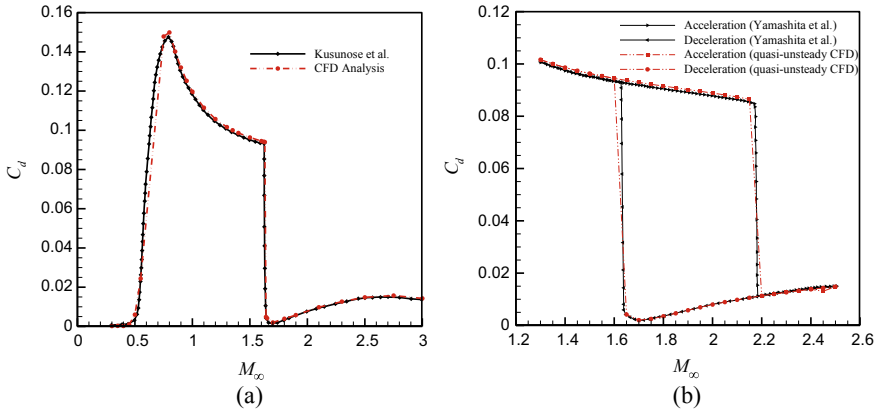 0.16
0.14
0.12
0.1
0.08
0.06
0.04
0.02
0
C_d
Kusunose et al.
CFD Analysis
0 0.5 1 1.5 2 2.5 3
M_∞
(a)
0.12
0.1
0.08
0.06
0.04
0.02
0
C_d
Acceleration (Yamashita et al.)
Deceleration (Yamashita et al.)
Acceleration (quasi-unsteady CFD)
Deceleration (quasi-unsteady CFD)
1.2 1.4 1.6 1.8 2 2.2 2.4 2.6
M_∞
(b)